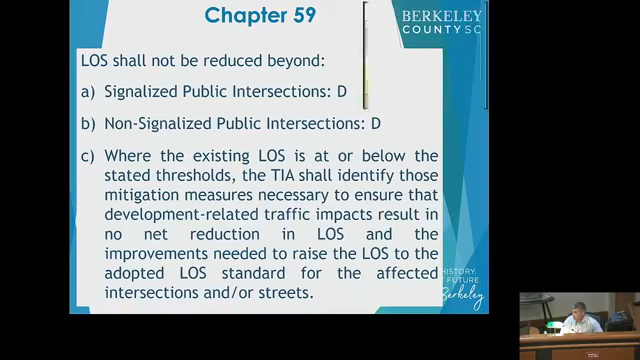 Chapter 59
BERKELEY
COUNTY SC
LOS shall not be reduced beyond:
a) Signalized Public Intersections: D
b) Non-Signalized Public Intersections: D
c) Where the existing LOS is at or below the
stated thresholds, the TIA shall identify those
mitigation measures necessary to ensure that
development-related traffic impacts result in
no net reduction in LOS and the
improvements needed to raise the LOS to the
adopted LOS standard for the affected
intersections and/or streets.
HISTORY.
FUTURE.
Berkeley